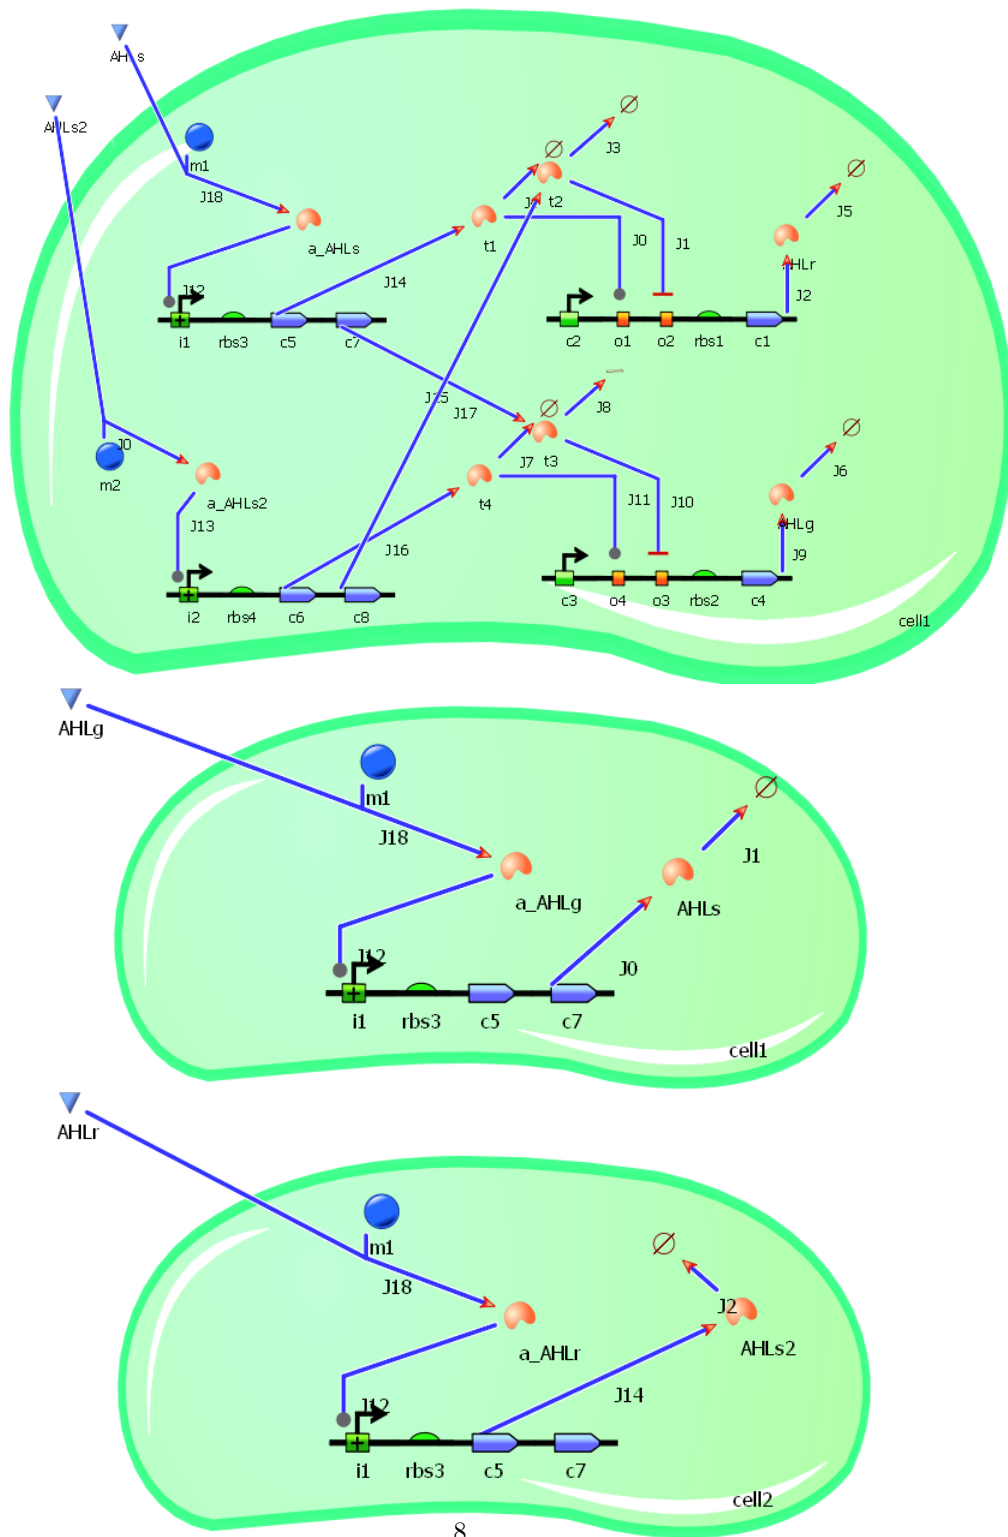 AHLs
AHLs2
m1
J18
a_AHLs
J12
i1 rbs3 c5 c7
J14
t1
t2
J3
J0
J1
J5
AHLr
J2
c2 o1 o2 rbs1 c1
J15
J17
J8
J7
t3
t4
J11
J10
J6
AHLg
J9
c3 o4 o3 rbs2 c4
J0
m2
a_AHLs2
J13
J16
i2 rbs4 c6 c8
cell1
AHLg
m1
J18
a_AHLg
J1
AHLs
J12
J0
i1 rbs3 c5 c7
cell1
AHLr
m1
J18
a_AHLr
J2
AHLs2
J12
J14
i1 rbs3 c5 c7
cell2
8